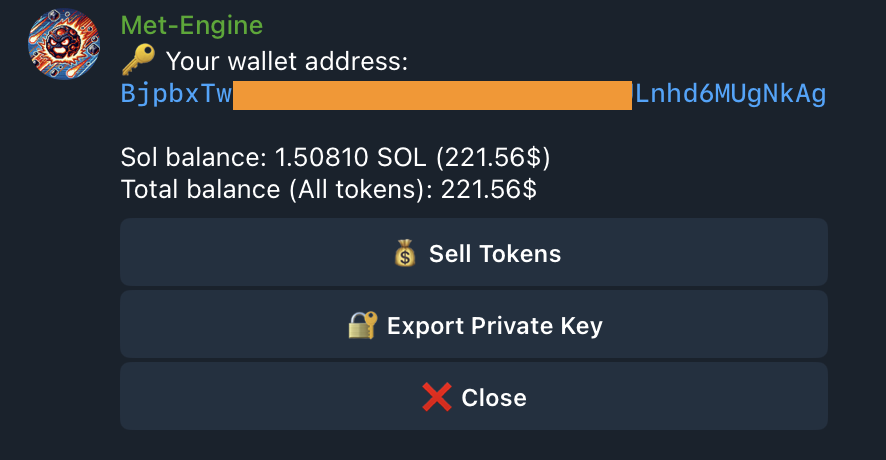 Met-Engine
🔑 Your wallet address:
BjpbxTw Lnhd6MUgNkAg
Sol balance: 1.50810 SOL (221.56$)
Total balance (All tokens): 221.56$
💰 Sell Tokens
🔐 Export Private Key
❌ Close